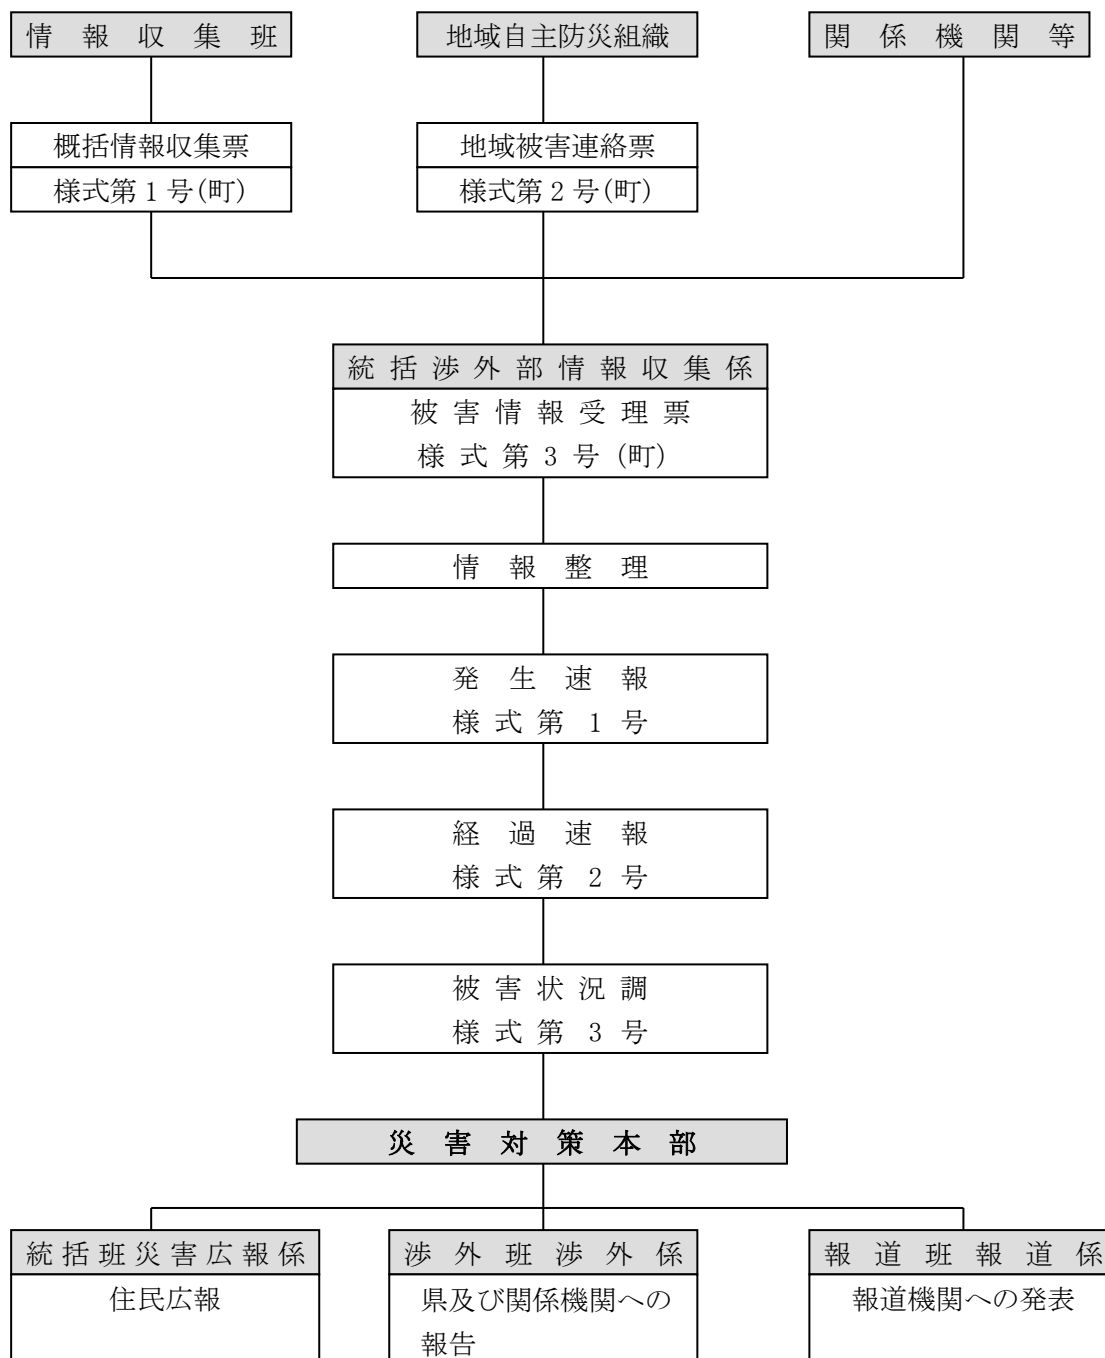 情報収集班
地域自主防災組織
関係機関等
概括情報収集票
様式第1号(町)
地域被害連絡票
様式第2号(町)
統括渉外部情報収集係
被害情報受理票
様式第3号(町)
情報整理
発生速報
様式第1号
経過速報
様式第2号
被害状況調
様式第3号
災害対策本部
統括班災害広報係
住民広報
渉外班渉外係
県及び関係機関への
報告
報道班報道係
報道機関への発表